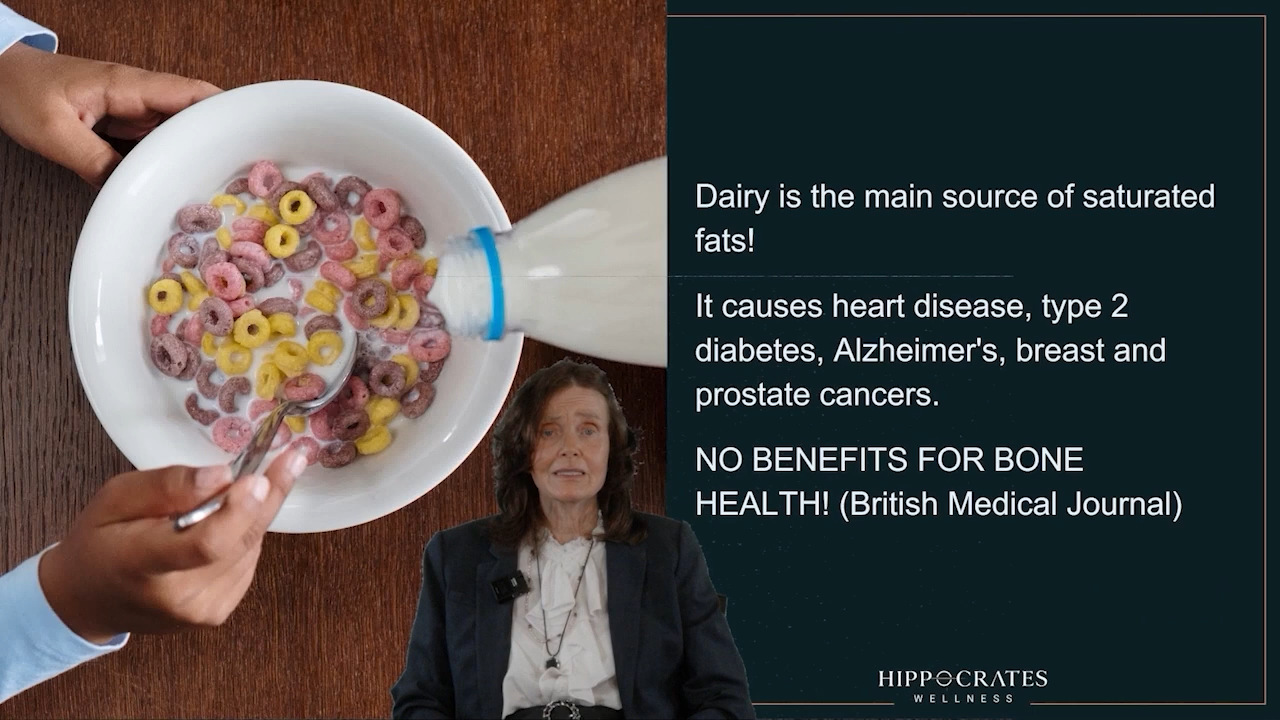 Dairy is the main source of saturated
fats!
It causes heart disease, type 2
diabetes, Alzheimer's, breast and
prostate cancers.
NO BENEFITS FOR BONE
HEALTH! (British Medical Journal)
HIPPOCRATES
WELLNESS